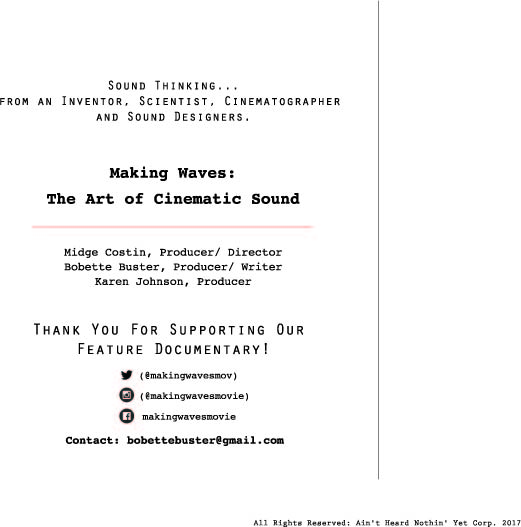 Sound Thinking...
from an Inventor, Scientist, Cinematographer
and Sound Designers.
Making Waves:
The Art of Cinematic Sound
Midge Costin, Producer/ Director
Bobette Buster, Producer/ Writer
Karen Johnson, Producer
Thank You For Supporting Our
Feature Documentary!
(@makingwavesmov)
(@makingwavesmovie)
makingwavesmovie
Contact: bobettebuster@gmail.com
All Rights Reserved: Ain't Heard Nothin' Yet Corp. 2017